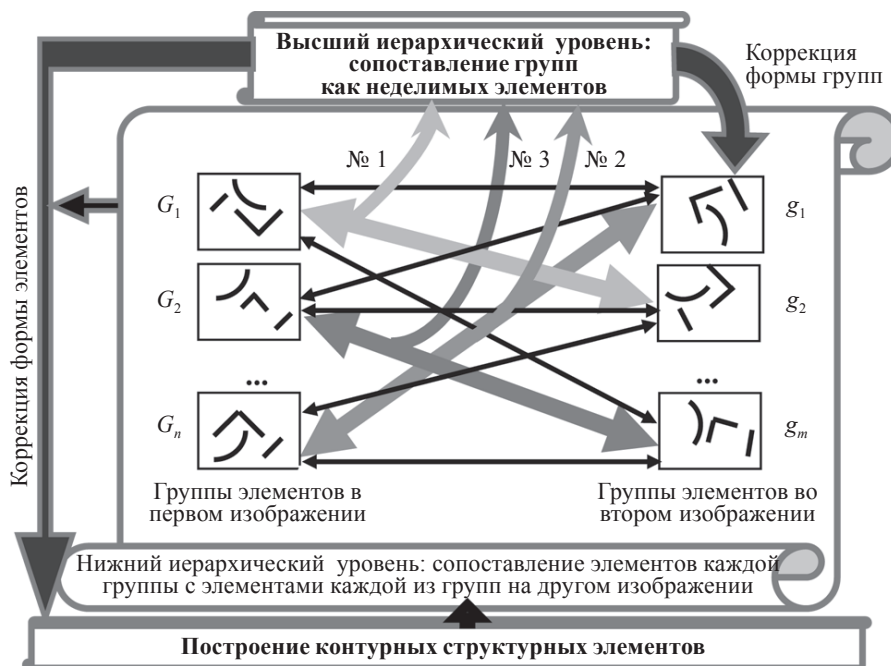 Высший иерархический уровень:
сопоставление групп
как неделимых элементов
Коррекция
формы групп
№ 1
№ 3
№ 2
G1
g1
G2
g2
...
...
Gn
gm
Группы элементов в
первом изображении
Группы элементов во
втором изображении
Коррекция формы элементов
Нижний иерархический уровень: сопоставление элементов каждой
группы с элементами каждой из групп на другом изображении
Построение контурных структурных элементов